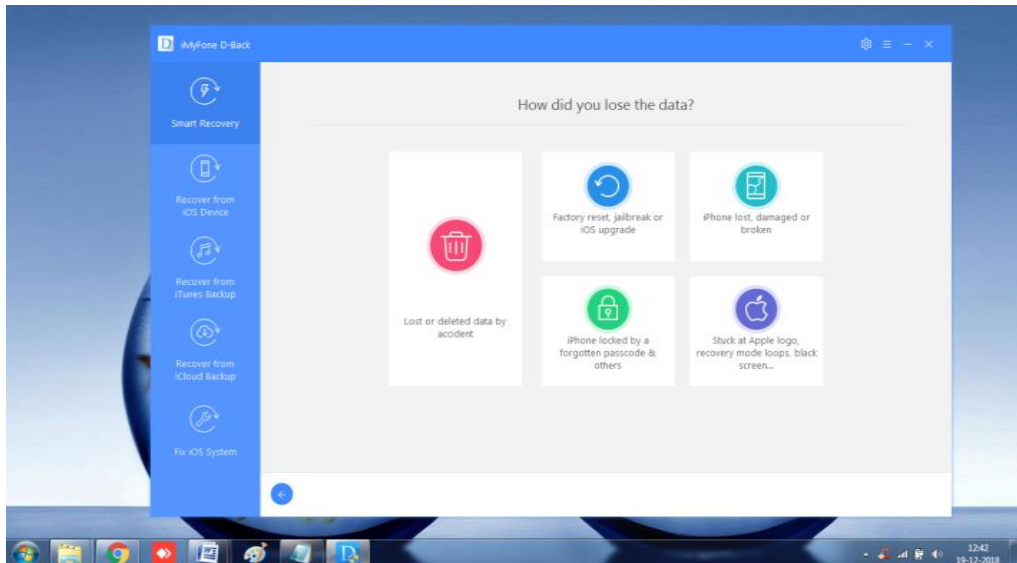 iMyFone D-Back
Smart Recovery
Recover from
iOS Device
Recover from
iTunes Backup
Recover from
iCloud Backup
Fix iOS System
How did you lose the data?
Lost or deleted data by
accident
Factory reset, jailbreak or
iOS upgrade
iPhone lost, damaged or
broken
iPhone locked by a
forgotten passcode &
others
Stuck at Apple logo,
recovery mode loops, black
screen...
12:42
19-12-2018